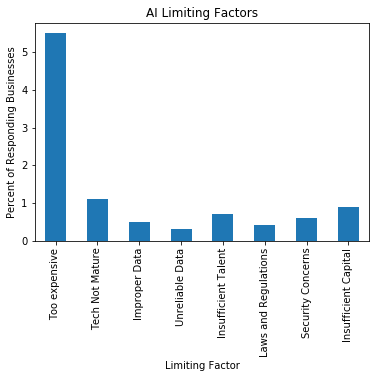 AI Limiting Factors
Percent of Responding Businesses
5
4
3
2
1
0
Too expensive
Tech Not Mature
Improper Data
Unreliable Data
Insufficient Talent
Laws and Regulations
Security Concerns
Insufficient Capital
Limiting Factor